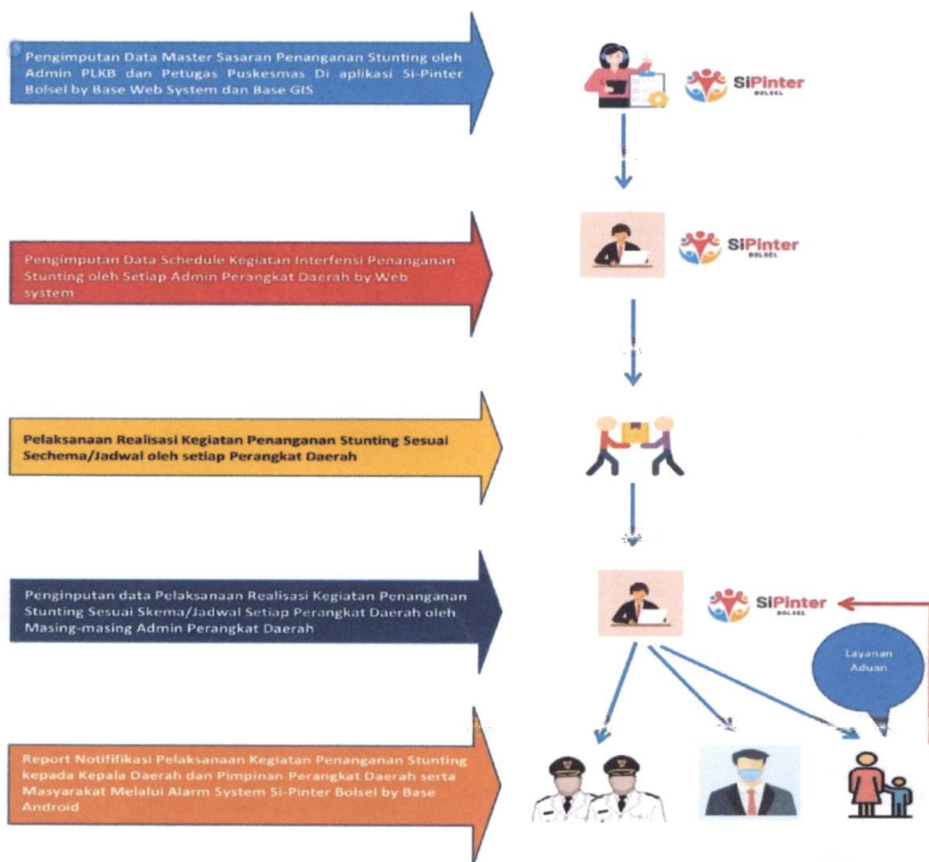 Pengimputan Data Master Sasaran Penanganan Stunting oleh
Admin PLKB dan Petugas Puskesmas Di aplikasi Si-Pinter
Bolsel by Base Web System dan Base GIS
SiPinter
BOLSEL
Pengimputan Data Schedule Kegiatan Interfensi Penanganan
Stunting oleh Setiap Admin Perangkat Daerah by Web
system
SiPinter
BOLSEL
Pelaksanaan Realisasi Kegiatan Penanganan Stunting Sesuai
Sechema/Jadwal oleh setiap Perangkat Daerah
Penginputan data Pelaksanaan Realisasi Kegiatan Penanganan
Stunting Sesuai Skema/Jadwal Setiap Perangkat Daerah oleh
Masing-masing Admin Perangkat Daerah
SiPinter
BOLSEL
Layanan
Aduan
Report Notififikasi Pelaksanaan Kegiatan Penanganan Stunting
kepada Kepala Daerah dan Pimpinan Perangkat Daerah serta
Masyarakat Melalui Alarm System Si-Pinter Bolsel by Base
Android